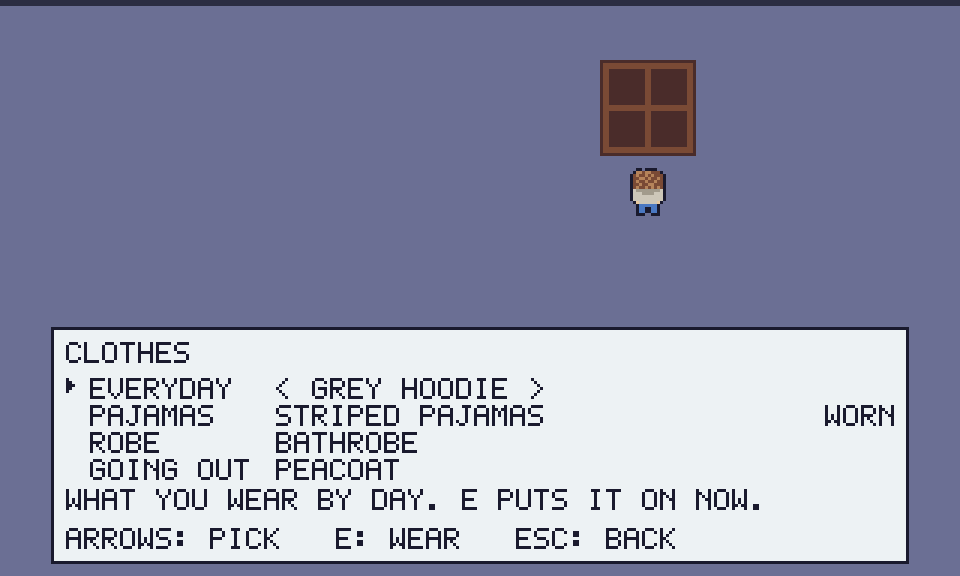 CLOTHES
EVERYDAY < GREY HOODIE >
PAJAMAS STRIPED PAJAMAS WORN
ROBE BATHROBE
GOING OUT PEACOAT
WHAT YOU WEAR BY DAY. E PUTS IT ON NOW.
ARROWS: PICK E: WEAR ESC: BACK